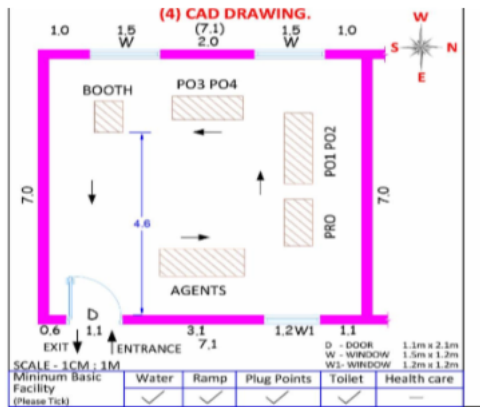 (4) CAD DRAWING.
W
S N
E
1.0 1.5 (7.1) 1.5 1.0
W 2.0 W
BOOTH
PO3 PO4
PO1 PO2
PRO
7.0
7.0
4.6
AGENTS
D
0,6 1.1 3.1 1,2W1 1.1
EXIT ENTRANCE 7,1
D - DOOR 1.1m x 2.1m
W - WINDOW 1.5m x 1.2m
W1- WINDOW 1.2m x 1.2m
SCALE - 1CM : 1M
Mininum Basic Facility (Please Tick) Water Ramp Plug Points Toilet Health care